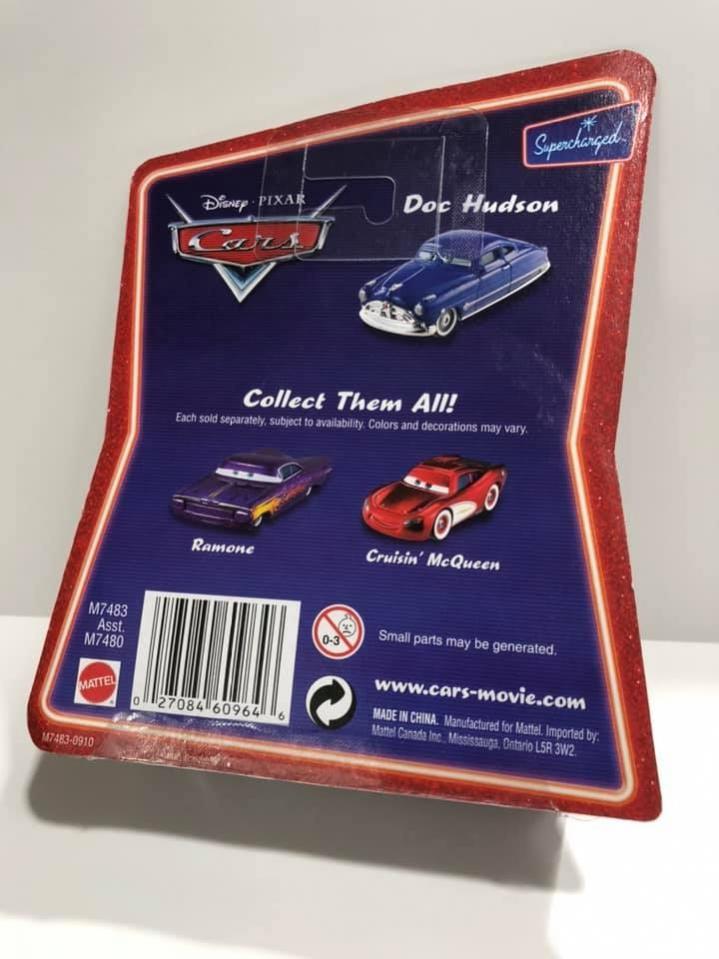 Supercharged
DISNEY · PIXAR
Cars
Doc Hudson
Collect Them All!
Each sold separately, subject to availability. Colors and decorations may vary.
Ramone
Cruisin' McQueen
M7483
Asst.
M7480
MATTEL
0 27084 60964 6
0-3
Small parts may be generated.
www.cars-movie.com
MADE IN CHINA. Manufactured for Mattel. Imported by:
Mattel Canada Inc., Mississauga, Ontario L5R 3W2.
M7483-0910